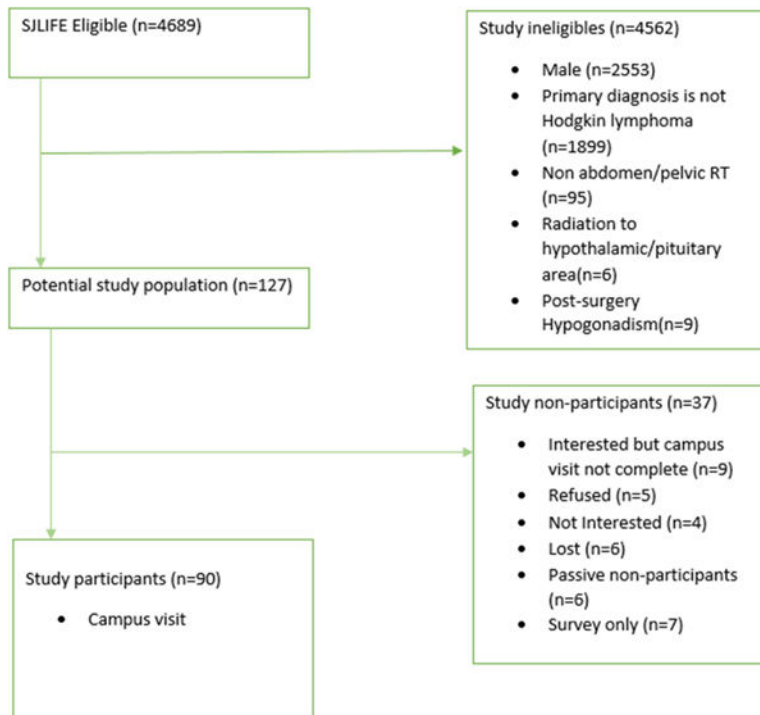 SJLIFE Eligible (n=4689)
Study ineligibles (n=4562)
• Male (n=2553)
• Primary diagnosis is not
Hodgkin lymphoma
(n=1899)
• Non abdomen/pelvic RT
(n=95)
• Radiation to
hypothalamic/pituitary
area(n=6)
• Post-surgery
Hypogonadism(n=9)
Potential study population (n=127)
Study non-participants (n=37)
• Interested but campus
visit not complete (n=9)
• Refused (n=5)
• Not Interested (n=4)
• Lost (n=6)
• Passive non-participants
(n=6)
• Survey only (n=7)
Study participants (n=90)
• Campus visit